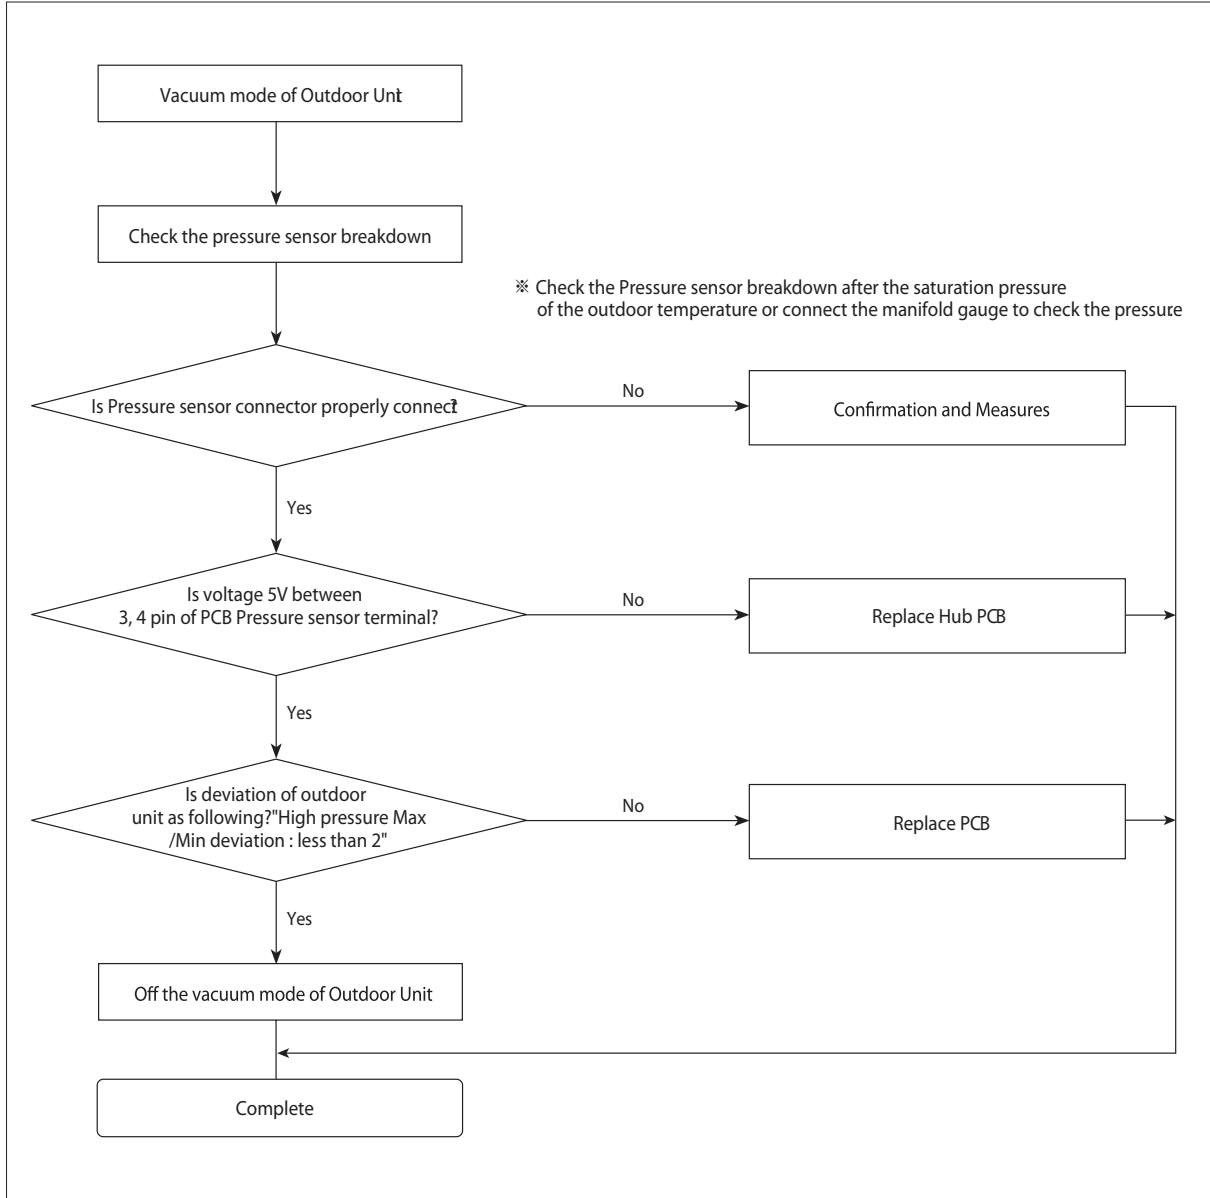 Vacuum mode of Outdoor Unit
Check the pressure sensor breakdown
※ Check the Pressure sensor breakdown after the saturation pressure
of the outdoor temperature or connect the manifold gauge to check the pressure
Is Pressure sensor connector properly connect?
No
Confirmation and Measures
Yes
Is voltage 5V between
3, 4 pin of PCB Pressure sensor terminal?
No
Replace Hub PCB
Yes
Is deviation of outdoor
unit as following?"High pressure Max
/Min deviation : less than 2"
No
Replace PCB
Yes
Off the vacuum mode of Outdoor Unit
Complete